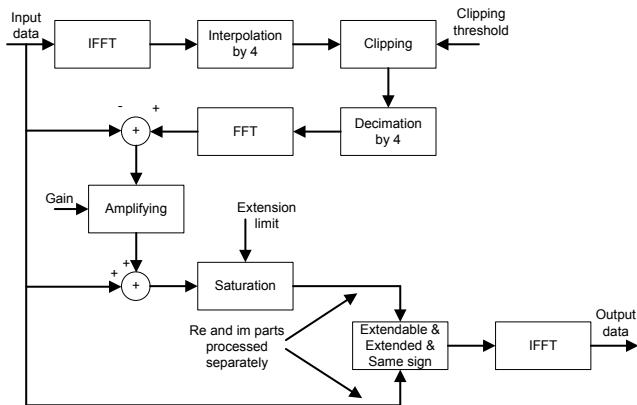 Input
data
IFFT
Interpolation
by 4
Clipping
Clipping
threshold
-
+
+
FFT
Decimation
by 4
Gain
Amplifying
Extension
limit
+
+
+
Saturation
Re and im parts
processed
separately
Extendable &
Extended &
Same sign
IFFT
Output
data